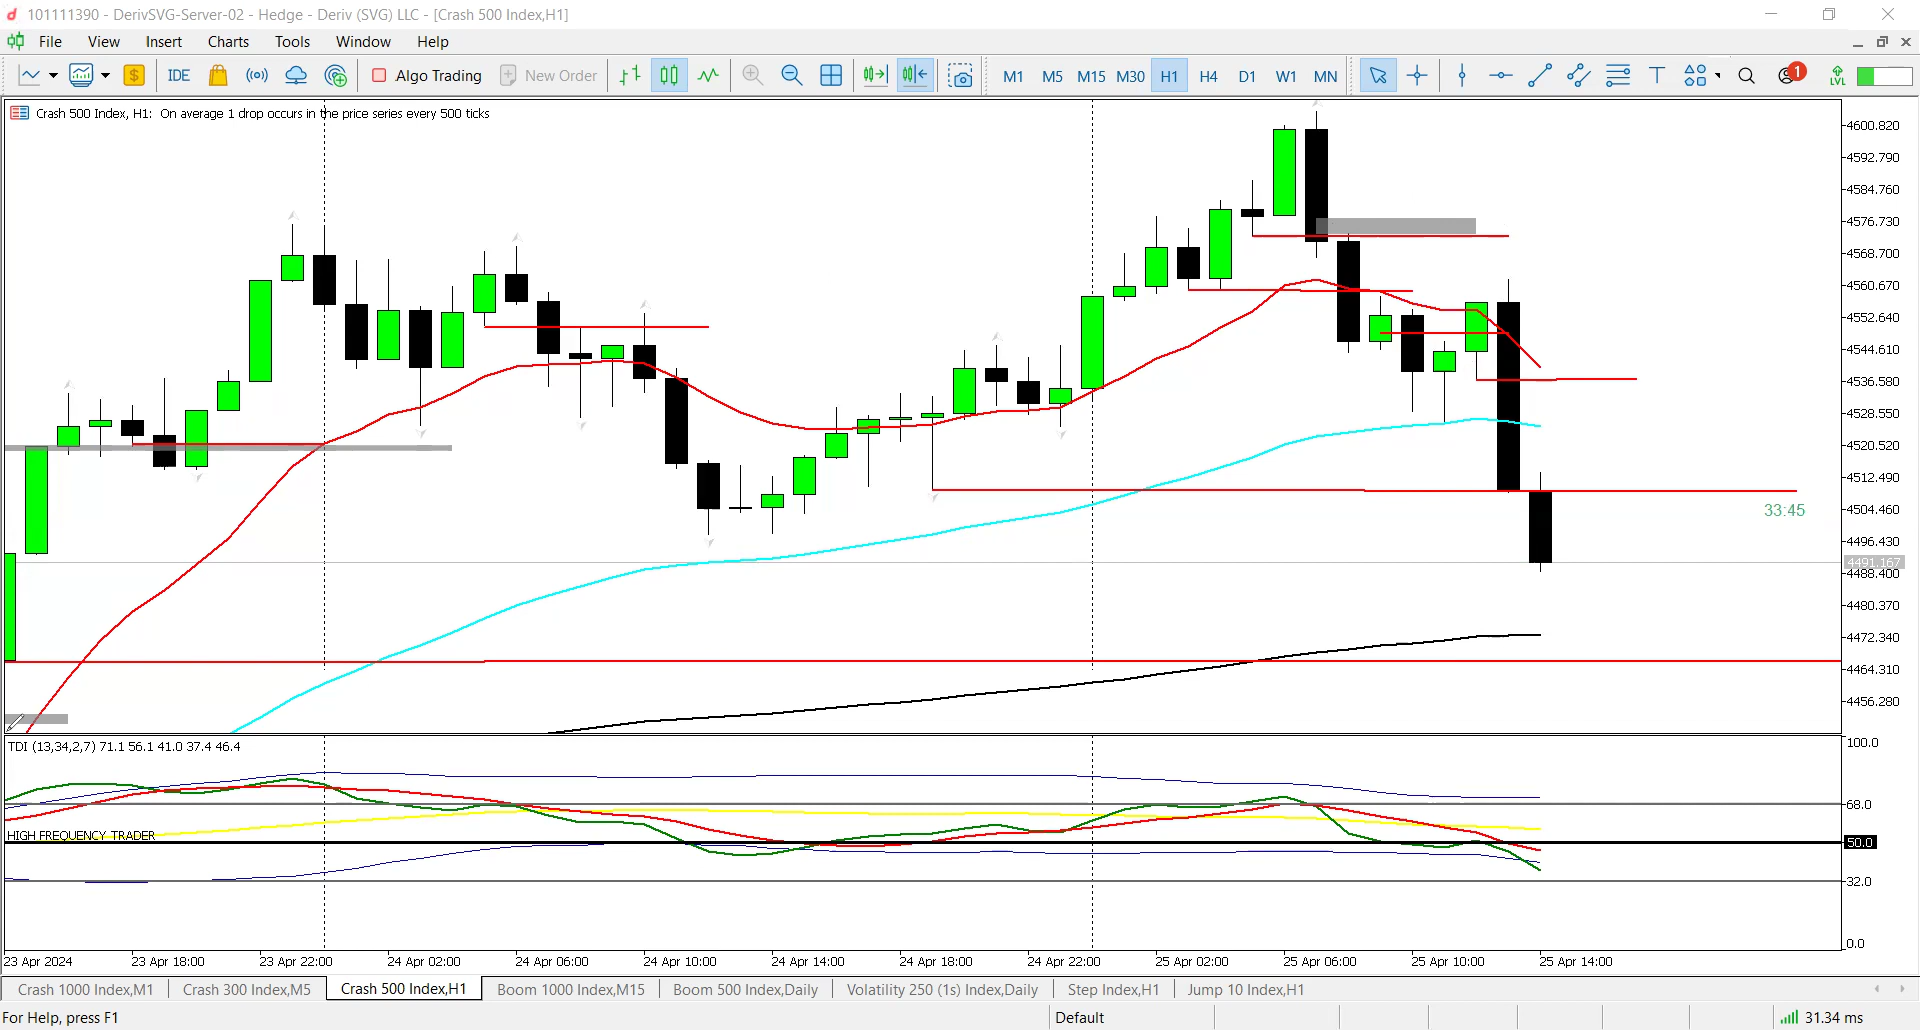 101111390 - DerivSVG-Server-02 - Hedge - Deriv (SVG) LLC - [Crash 500 Index,H1]
File View Insert Charts Tools Window Help
IDE Algo Trading New Order M1 M5 M15 M30 H1 H4 D1 W1 MN T 1 LVL
Crash 500 Index, H1: On average 1 drop occurs in the price series every 500 ticks
4600.820
4592.790
4584.760
4576.730
4568.700
4560.670
4552.640
4544.610
4536.580
4528.550
4520.520
4512.490
33:45
4504.460
4496.430
4491.167
4488.400
4480.370
4472.340
4464.310
4456.280
TDI (13,34,2,7) 71.1 56.1 41.0 37.4 46.4
100.0
68.0
HIGH FREQUENCY TRADER
50.0
32.0
0.0
23 Apr 2024 23 Apr 18:00 23 Apr 22:00 24 Apr 02:00 24 Apr 06:00 24 Apr 10:00 24 Apr 14:00 24 Apr 18:00 24 Apr 22:00 25 Apr 02:00 25 Apr 06:00 25 Apr 10:00 25 Apr 14:00
Crash 1000 Index,M1 Crash 300 Index,M5 Crash 500 Index,H1 Boom 1000 Index,M15 Boom 500 Index,Daily Volatility 250 (1s) Index,Daily Step Index,H1 Jump 10 Index,H1
For Help, press F1 Default 31.34 ms